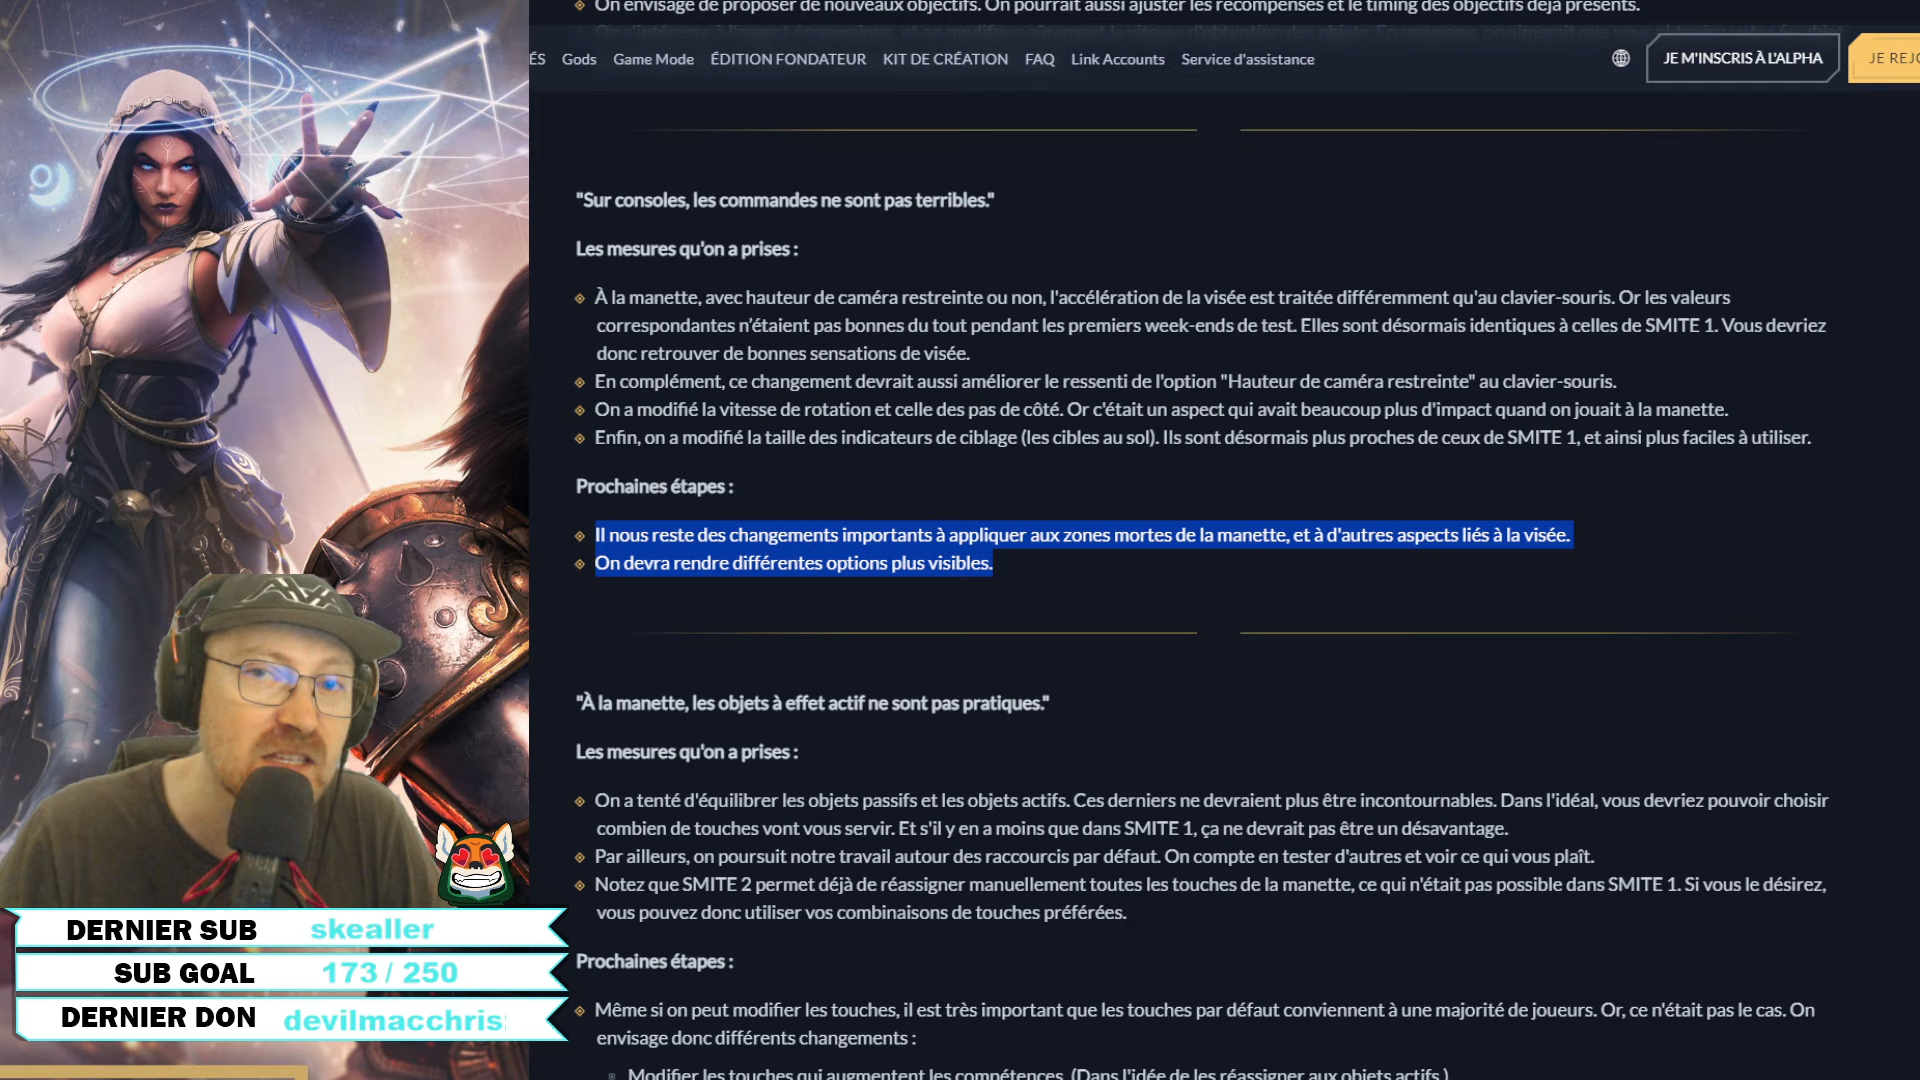 On envisage de proposer de nouveaux objectifs. On pourrait aussi ajuster les récompenses et le timing des objectifs déjà présents.
ÉS Gods Game Mode ÉDITION FONDATEUR KIT DE CRÉATION FAQ Link Accounts Service d'assistance JE M'INSCRIS À L'ALPHA JE REJO
"Sur consoles, les commandes ne sont pas terribles."
Les mesures qu'on a prises :
À la manette, avec hauteur de caméra restreinte ou non, l'accélération de la visée est traitée différemment qu'au clavier-souris. Or les valeurs
correspondantes n'étaient pas bonnes du tout pendant les premiers week-ends de test. Elles sont désormais identiques à celles de SMITE 1. Vous devriez
donc retrouver de bonnes sensations de visée.
En complément, ce changement devrait aussi améliorer le ressenti de l'option "Hauteur de caméra restreinte" au clavier-souris.
On a modifié la vitesse de rotation et celle des pas de côté. Or c'était un aspect qui avait beaucoup plus d'impact quand on jouait à la manette.
Enfin, on a modifié la taille des indicateurs de ciblage (les cibles au sol). Ils sont désormais plus proches de ceux de SMITE 1, et ainsi plus faciles à utiliser.
Prochaines étapes :
Il nous reste des changements importants à appliquer aux zones mortes de la manette, et à d'autres aspects liés à la visée.
On devra rendre différentes options plus visibles.
"À la manette, les objets à effet actif ne sont pas pratiques."
Les mesures qu'on a prises :
On a tenté d'équilibrer les objets passifs et les objets actifs. Ces derniers ne devraient plus être incontournables. Dans l'idéal, vous devriez pouvoir choisir
combien de touches vont vous servir. Et s'il y en a moins que dans SMITE 1, ça ne devrait pas être un désavantage.
Par ailleurs, on poursuit notre travail autour des raccourcis par défaut. On compte en tester d'autres et voir ce qui vous plaît.
Notez que SMITE 2 permet déjà de réassigner manuellement toutes les touches de la manette, ce qui n'était pas possible dans SMITE 1. Si vous le désirez,
vous pouvez donc utiliser vos combinaisons de touches préférées.
Prochaines étapes :
Même si on peut modifier les touches, il est très important que les touches par défaut conviennent à une majorité de joueurs. Or, ce n'était pas le cas. On
envisage donc différents changements :
Modifier les touches qui augmentent les compétences. (Dans l'idée de les réassigner aux objets actifs.)
DERNIER SUB skealler
SUB GOAL 173 / 250
DERNIER DON devilmacchris